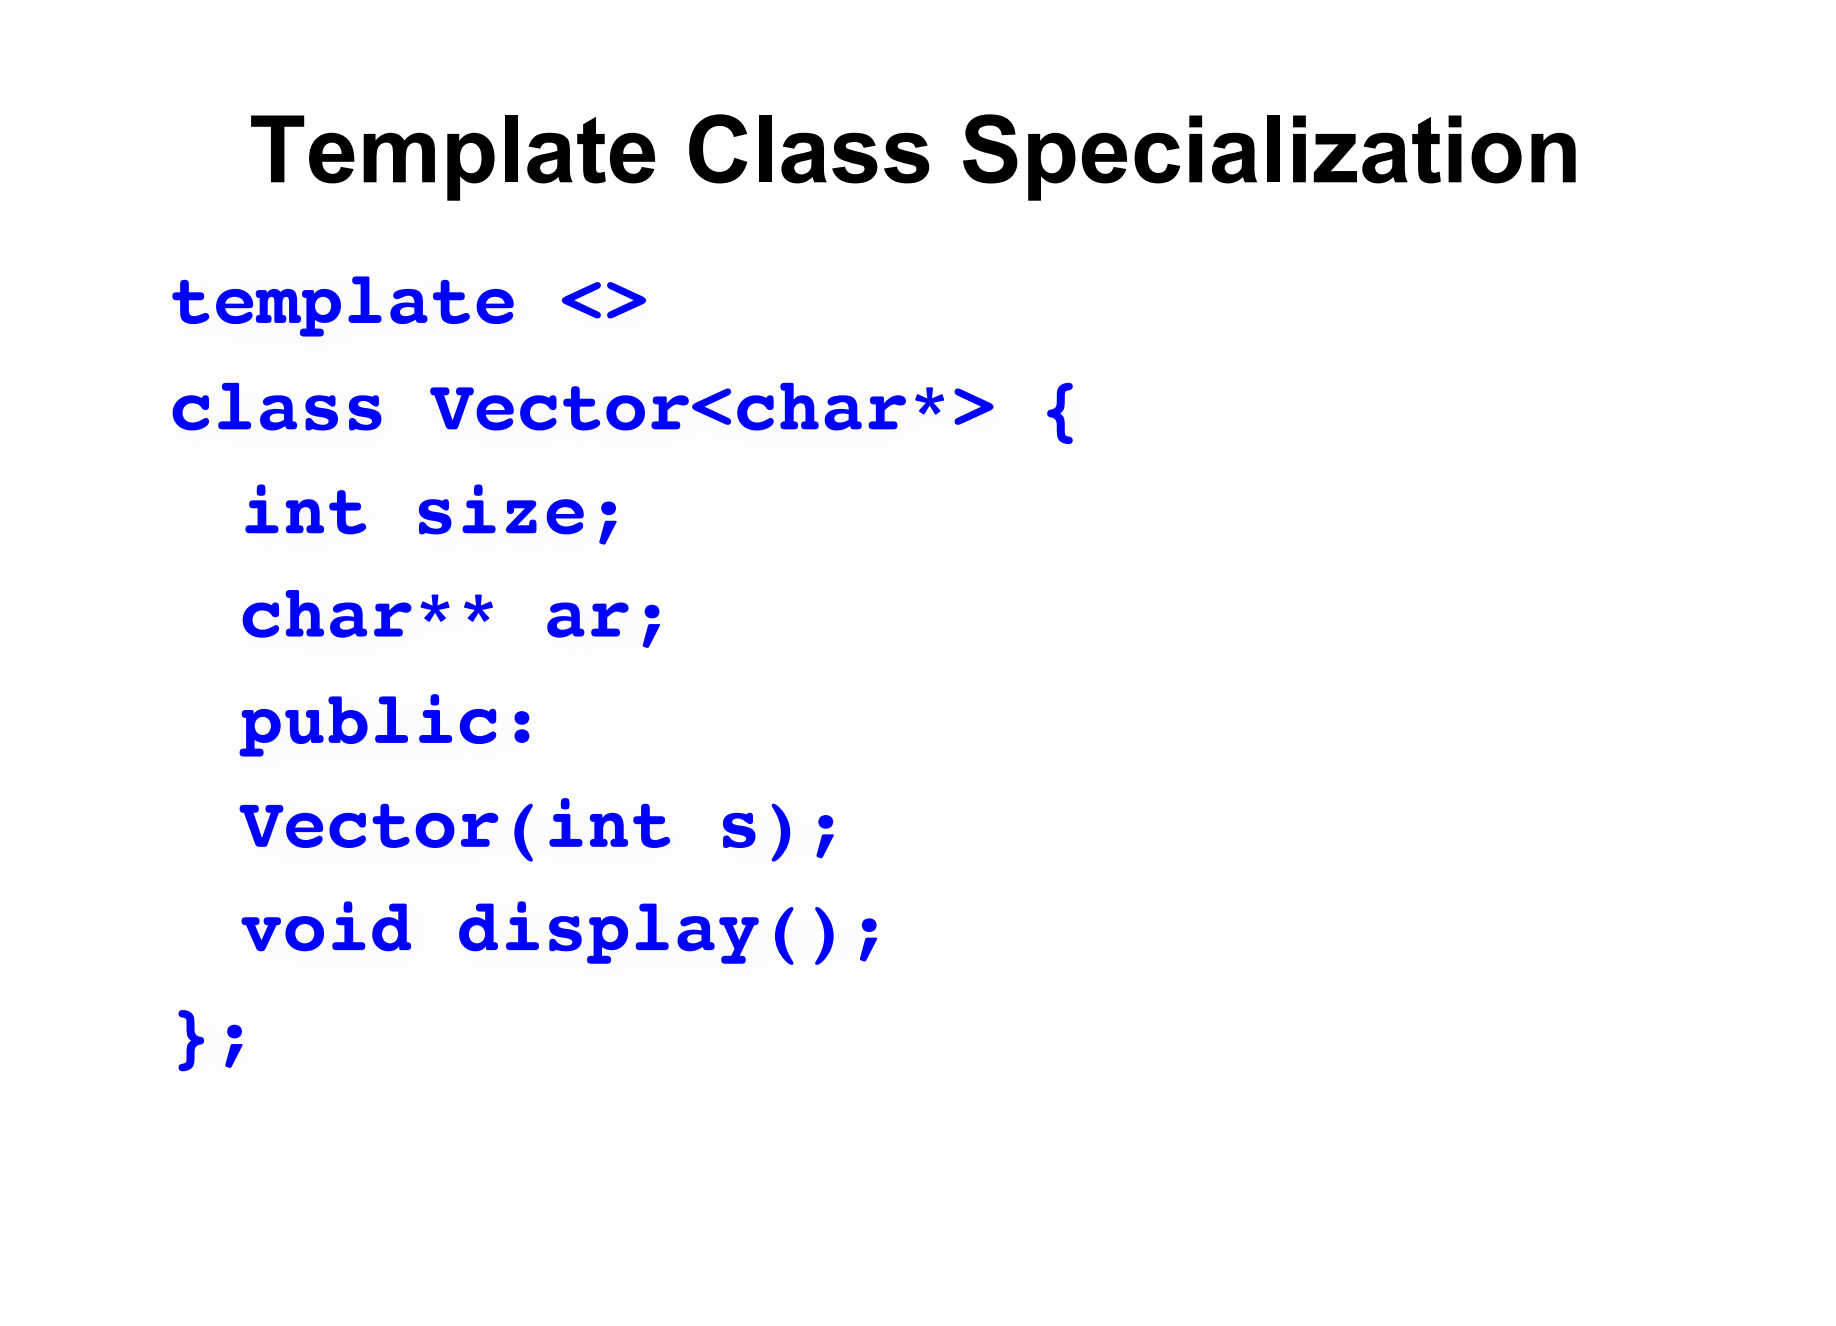 Template Class Specialization
template <>
class Vector<char*> {
int size;
char** ar;
public:
Vector(int s);
void display();
};